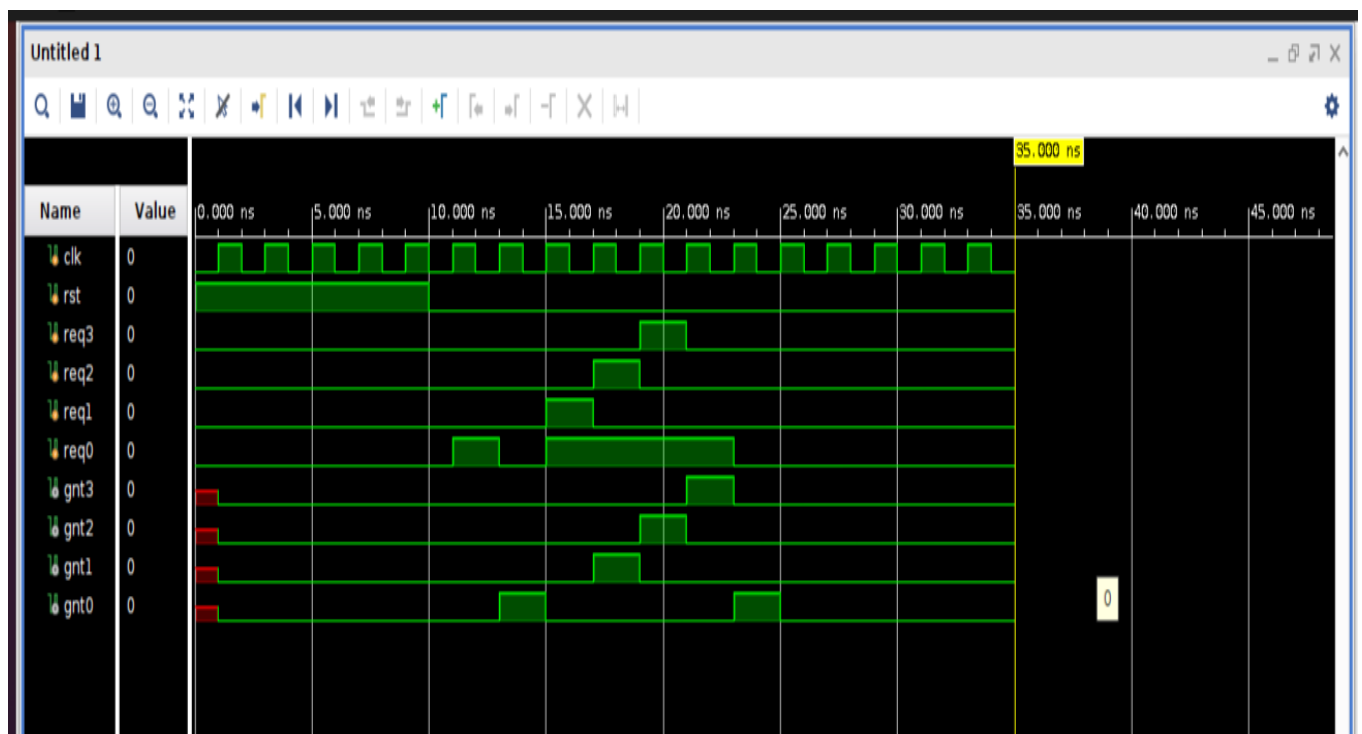 Untitled 1
35.000 ns
Name Value 0.000 ns 5.000 ns 10.000 ns 15.000 ns 20.000 ns 25.000 ns 30.000 ns 35.000 ns 40.000 ns 45.000 ns
clk 0
rst 0
req3 0
req2 0
req1 0
req0 0
gnt3 0
gnt2 0
gnt1 0
gnt0 0
0